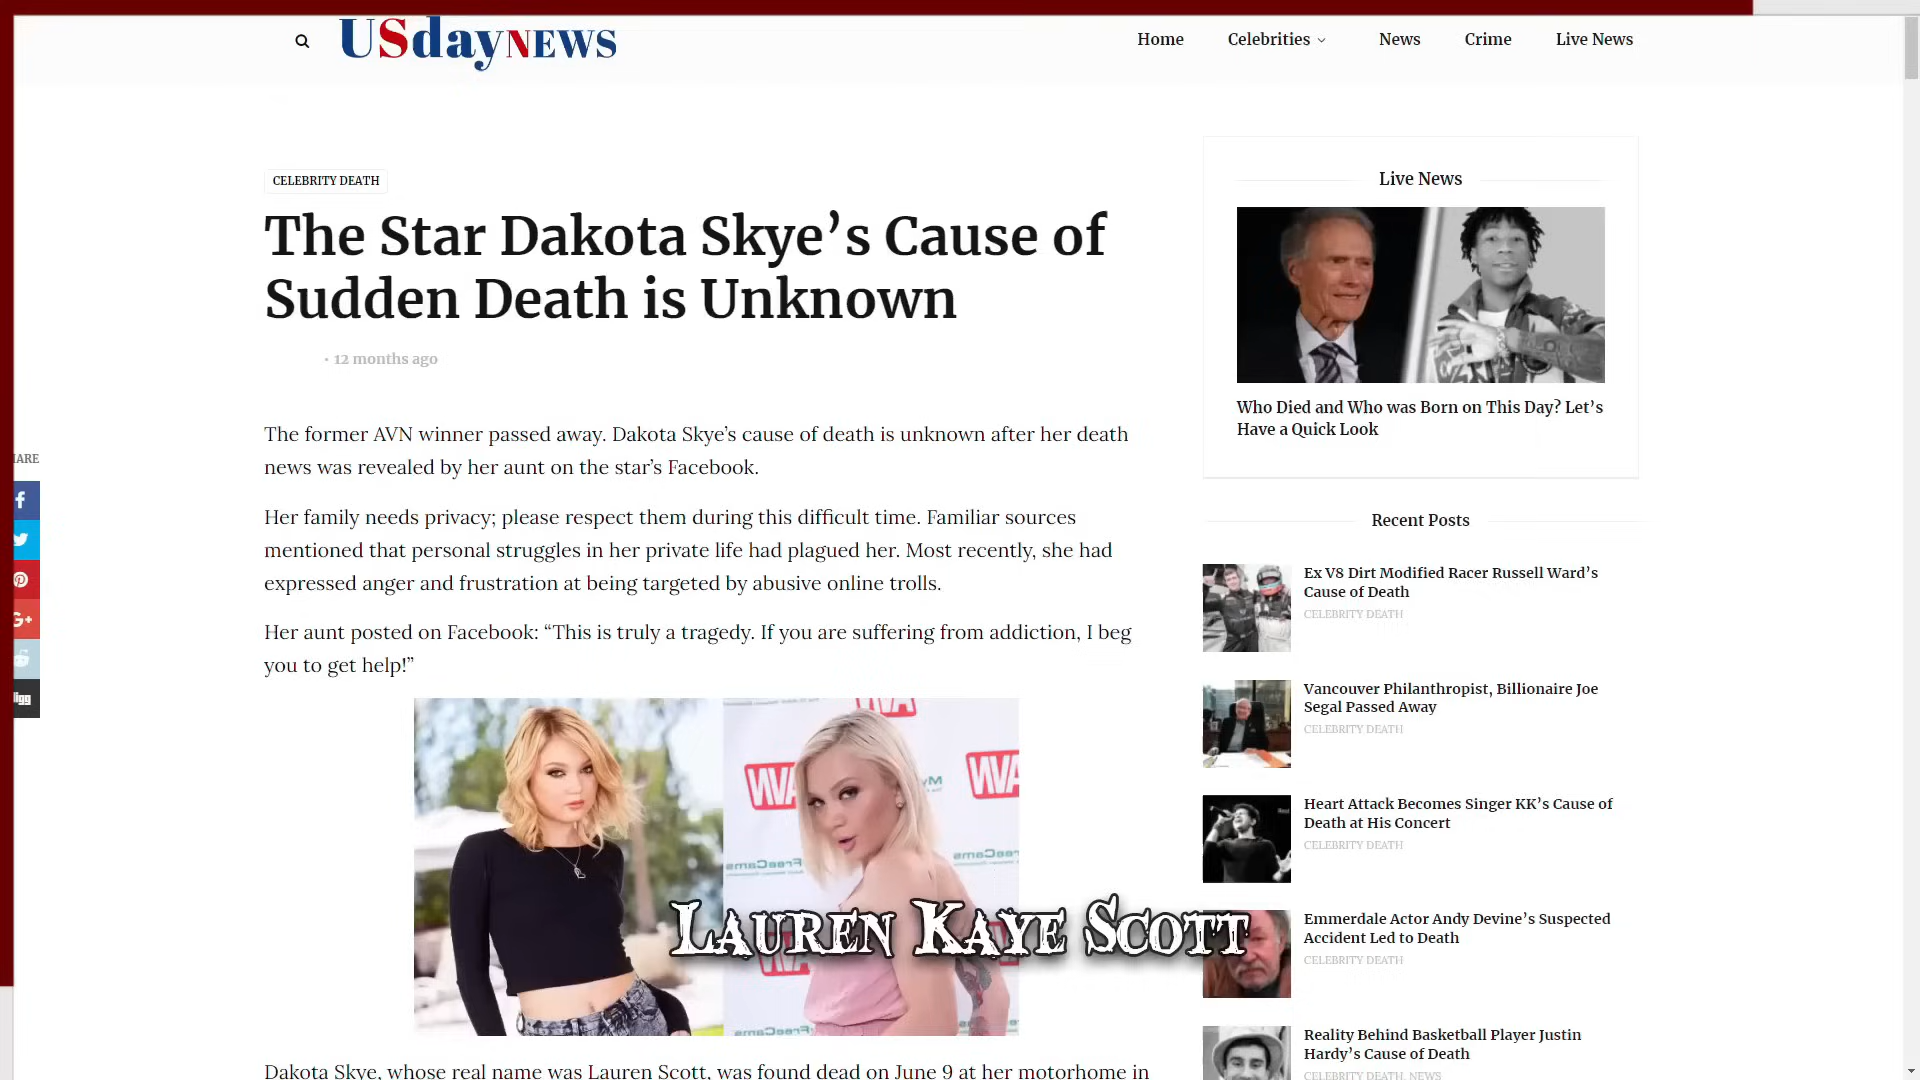 USdayNEWS
Home
Celebrities
News
Crime
Live News
CELEBRITY DEATH
The Star Dakota Skye’s Cause of
Sudden Death is Unknown
• 12 months ago
The former AVN winner passed away. Dakota Skye’s cause of death is unknown after her death
news was revealed by her aunt on the star’s Facebook.
Her family needs privacy; please respect them during this difficult time. Familiar sources
mentioned that personal struggles in her private life had plagued her. Most recently, she had
expressed anger and frustration at being targeted by abusive online trolls.
Her aunt posted on Facebook: “This is truly a tragedy. If you are suffering from addiction, I beg
you to get help!”
Lauren Kaye Scott
Dakota Skye, whose real name was Lauren Scott, was found dead on June 9 at her motorhome in
Live News
Who Died and Who was Born on This Day? Let’s
Have a Quick Look
Recent Posts
Ex V8 Dirt Modified Racer Russell Ward’s
Cause of Death
CELEBRITY DEATH
Vancouver Philanthropist, Billionaire Joe
Segal Passed Away
CELEBRITY DEATH
Heart Attack Becomes Singer KK’s Cause of
Death at His Concert
CELEBRITY DEATH
Emmerdale Actor Andy Devine’s Suspected
Accident Led to Death
CELEBRITY DEATH
Reality Behind Basketball Player Justin
Hardy’s Cause of Death
CELEBRITY DEATH, NEWS